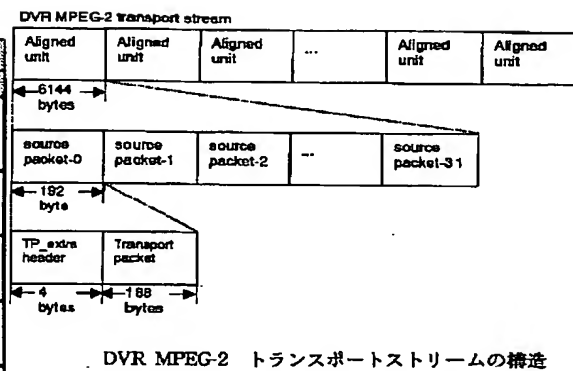 DVR MPEG-2 transport stream
Aligned unit
Aligned unit
Aligned unit
...
Aligned unit
Aligned unit
6144 bytes
source packet-0
source packet-1
source packet-2
...
source packet-31
192 byte
TP_extra header
Transport packet
4 bytes
188 bytes
DVR MPEG-2 トランスポートストリームの構造